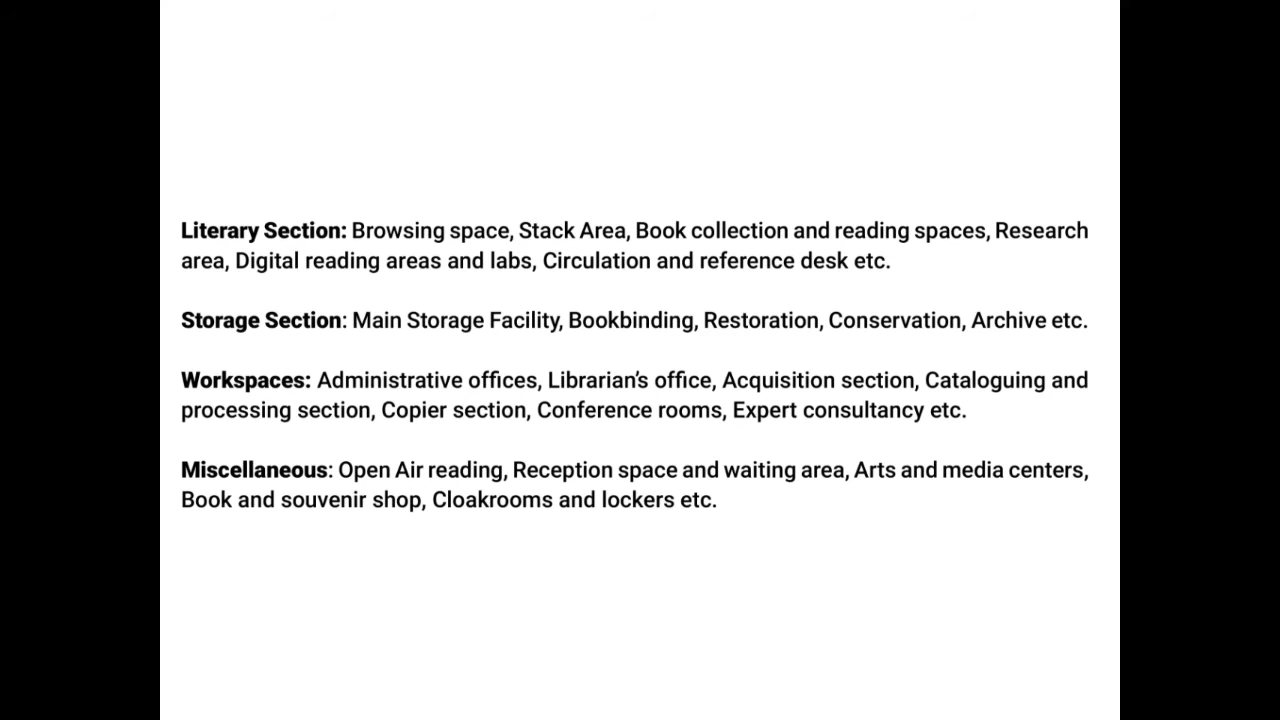 Literary Section: Browsing space, Stack Area, Book collection and reading spaces, Research
area, Digital reading areas and labs, Circulation and reference desk etc.
Storage Section: Main Storage Facility, Bookbinding, Restoration, Conservation, Archive etc.
Workspaces: Administrative offices, Librarian’s office, Acquisition section, Cataloguing and
processing section, Copier section, Conference rooms, Expert consultancy etc.
Miscellaneous: Open Air reading, Reception space and waiting area, Arts and media centers,
Book and souvenir shop, Cloakrooms and lockers etc.